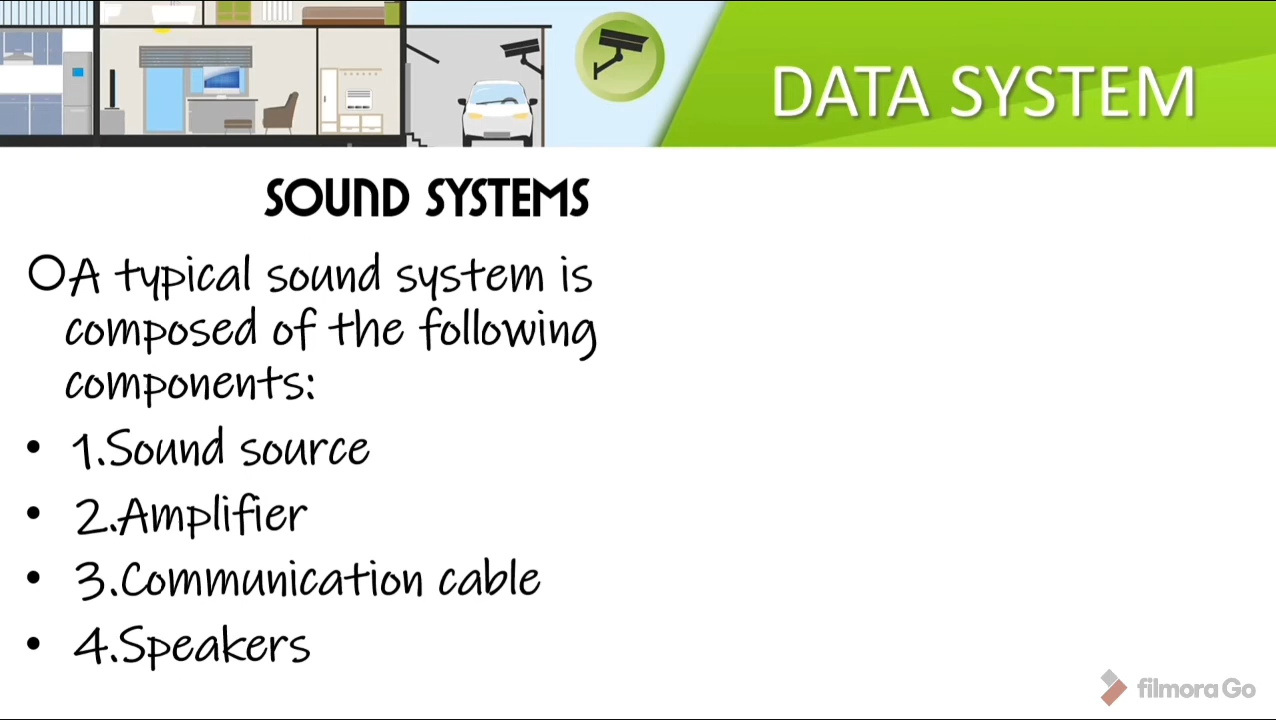 DATA SYSTEM
SOUND SYSTEMS
A typical sound system is
composed of the following
components:
• 1.Sound source
• 2.Amplifier
• 3.Communication cable
• 4.Speakers
filmora Go